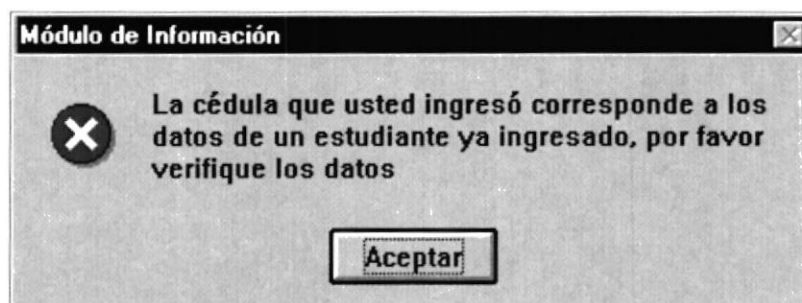 Módulo de Información
La cédula que usted ingresó corresponde a los
datos de un estudiante ya ingresado, por favor
verifique los datos
Aceptar